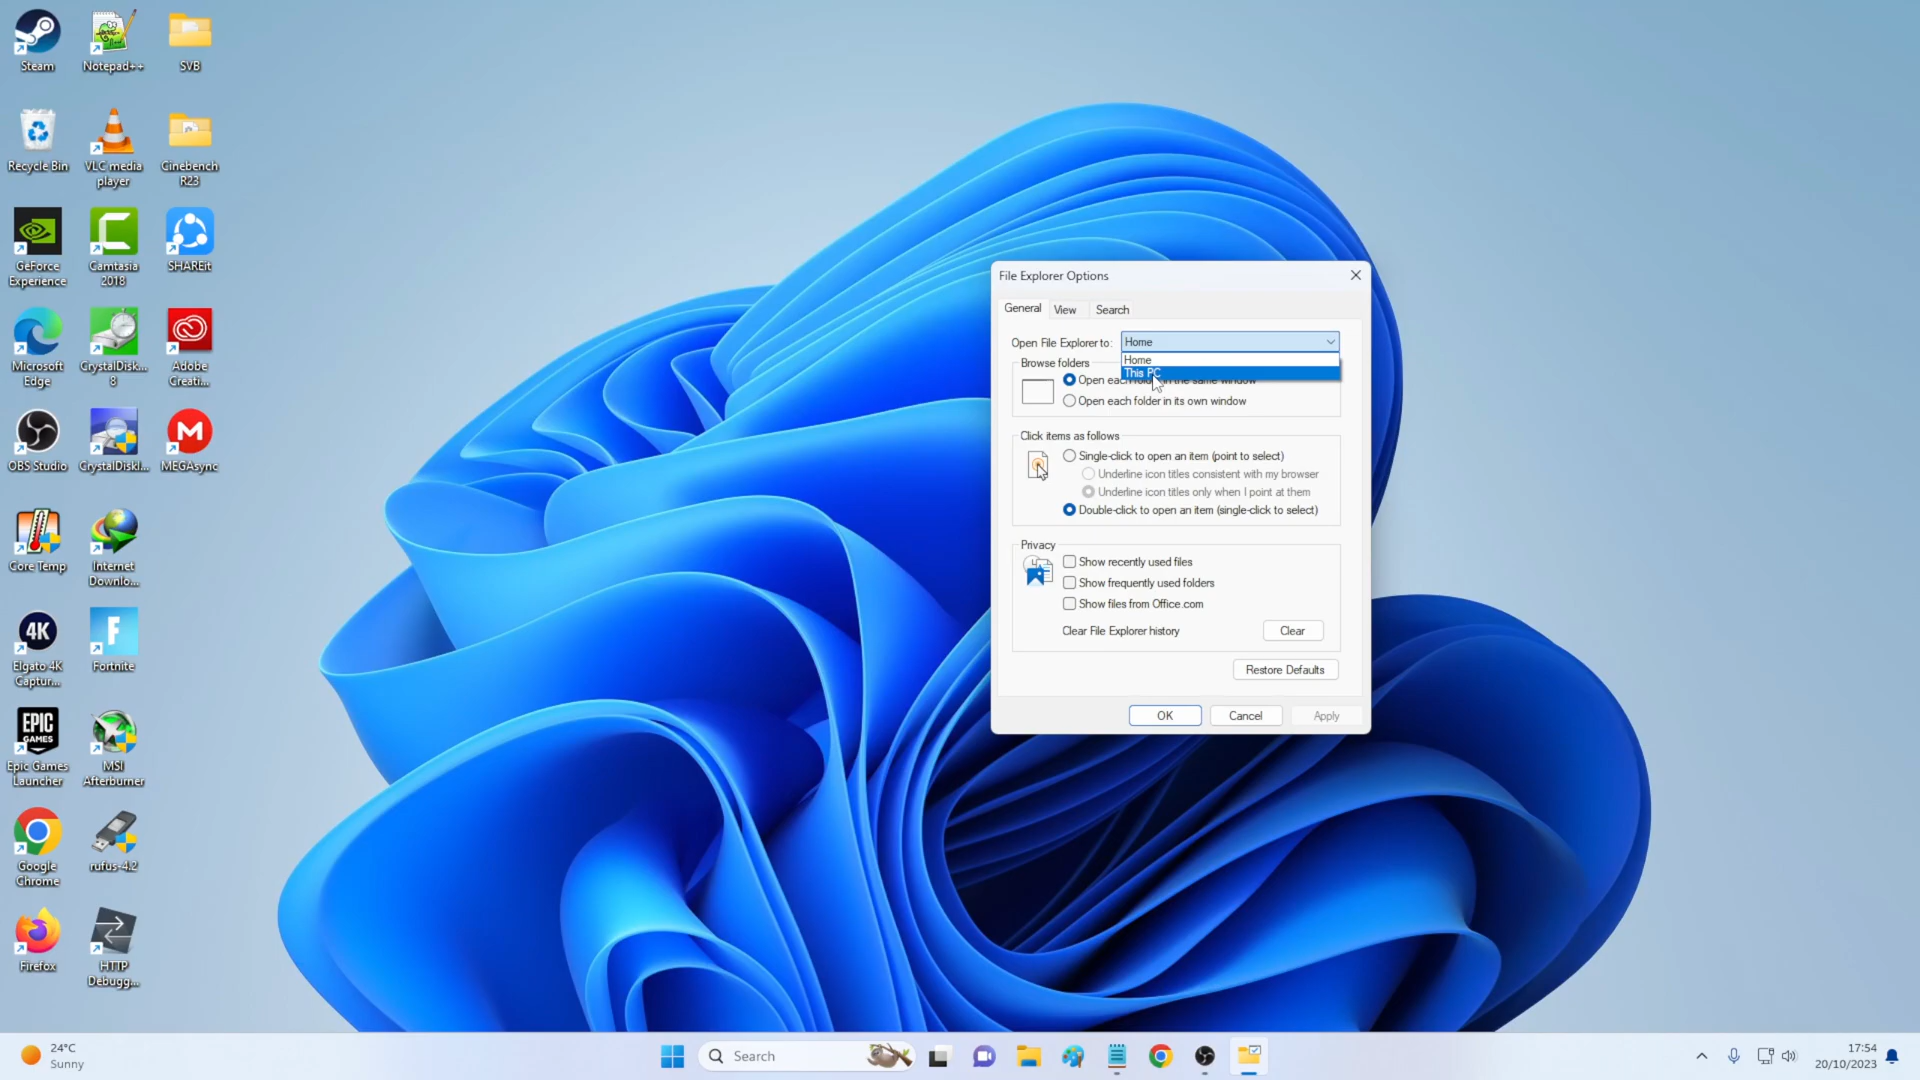 Steam
Notepad++
SVB
Recycle Bin
VLC media
player
Cinebench
R23
GeForce
Experience
Camtasia
2018
SHAREit
Microsoft
Edge
CrystalDisk...
8
Adobe
Creati...
OBS Studio
CrystalDiskI...
MEGAsync
Core Temp
Internet
Downlo...
4K
Elgato 4K
Captur...
Fortnite
EPIC
GAMES
Epic Games
Launcher
MSI
Afterburner
Google
Chrome
rufus-4.2
Firefox
HTTP
Debugg...
File Explorer Options
General
View
Search
Open File Explorer to:
Home
Home
This PC
Browse folders
Open each folder in the same window
Open each folder in its own window
Click items as follows
Single-click to open an item (point to select)
Underline icon titles consistent with my browser
Underline icon titles only when I point at them
Double-click to open an item (single-click to select)
Privacy
Show recently used files
Show frequently used folders
Show files from Office.com
Clear File Explorer history
Clear
Restore Defaults
OK
Cancel
Apply
24°C
Sunny
Search
17:54
20/10/2023